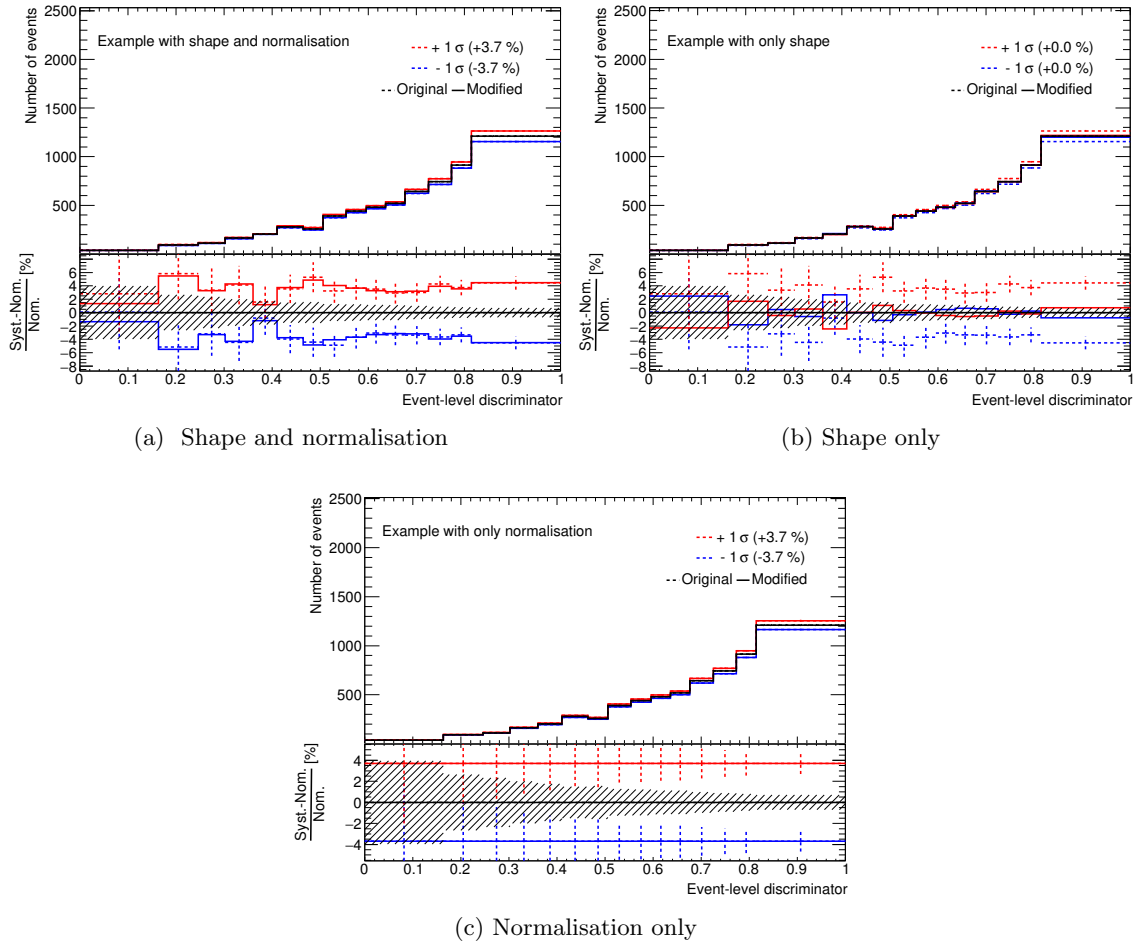 Number of events
2500
2000
1500
1000
500
Example with shape and normalisation
+ 1 σ (+3.7 %)
- 1 σ (-3.7 %)
Original Modified
Syst.-Nom.
Nom.
[%]
6
4
2
0
−2
−4
−6
−8
0 0.1 0.2 0.3 0.4 0.5 0.6 0.7 0.8 0.9 1
Event-level discriminator
(a) Shape and normalisation
Number of events
2500
2000
1500
1000
500
Example with only shape
+ 1 σ (+0.0 %)
- 1 σ (+0.0 %)
Original Modified
Syst.-Nom.
Nom.
[%]
6
4
2
0
−2
−4
−6
−8
0 0.1 0.2 0.3 0.4 0.5 0.6 0.7 0.8 0.9 1
Event-level discriminator
(b) Shape only
Number of events
2500
2000
1500
1000
500
Example with only normalisation
+ 1 σ (+3.7 %)
- 1 σ (-3.7 %)
Original Modified
Syst.-Nom.
Nom.
[%]
4
2
0
−2
−4
0 0.1 0.2 0.3 0.4 0.5 0.6 0.7 0.8 0.9 1
Event-level discriminator
(c) Normalisation only